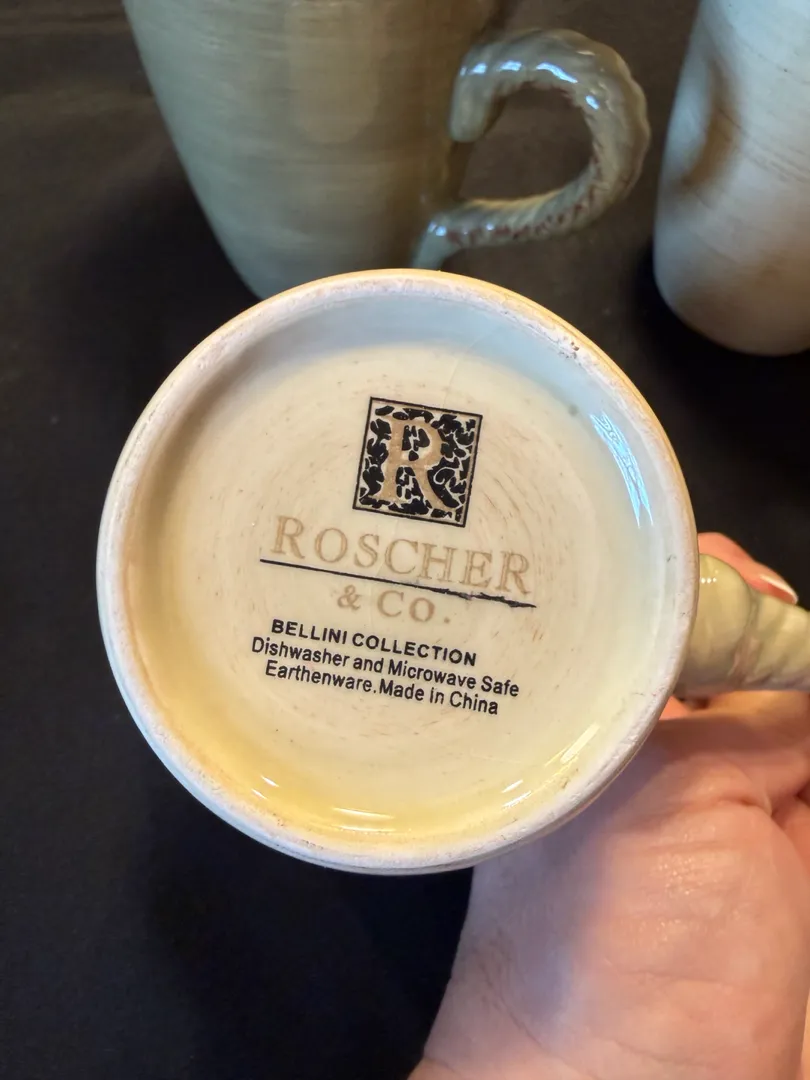 R
ROSCHER
& CO.
BELLINI COLLECTION
Dishwasher and Microwave Safe
Earthenware.Made in China